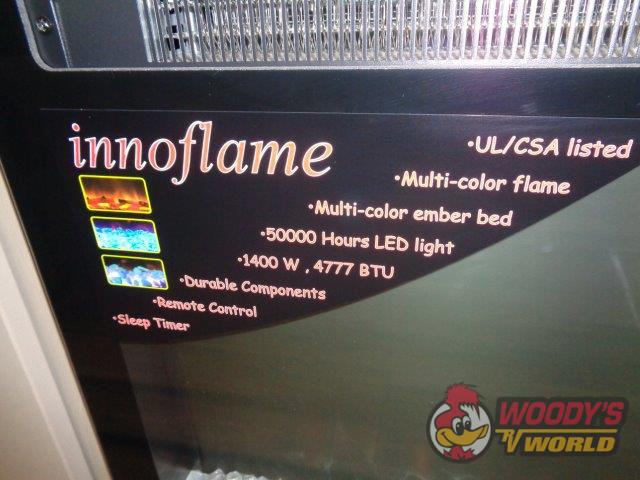 innoflame
•UL/CSA listed
•Multi-color flame
•Multi-color ember bed
•50000 Hours LED light
•1400 W , 4777 BTU
•Durable Components
•Remote Control
•Sleep Timer
WOODY'S
RV WORLD